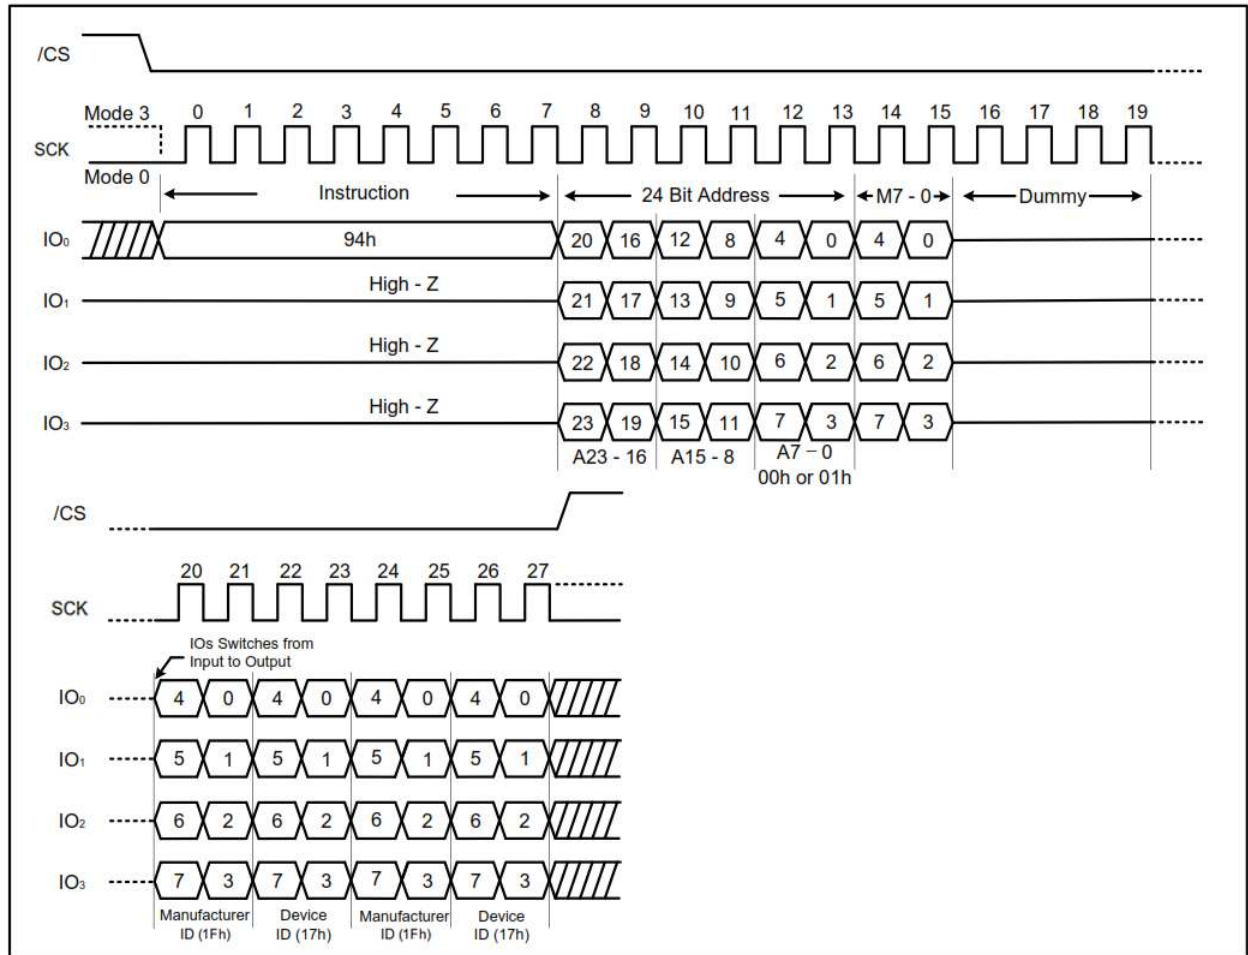 /CS
Mode 3 0 1 2 3 4 5 6 7 8 9 10 11 12 13 14 15 16 17 18 19
SCK
Mode 0
Instruction 24 Bit Address M7 - 0 Dummy
IO₀ 94h 20 16 12 8 4 0 4 0
High - Z
IO₁ 21 17 13 9 5 1 5 1
High - Z
IO₂ 22 18 14 10 6 2 6 2
High - Z
IO₃ 23 19 15 11 7 3 7 3
A23 - 16 A15 - 8 A7 – 0
00h or 01h
/CS
20 21 22 23 24 25 26 27
SCK
IOs Switches from
Input to Output
IO₀ 4 0 4 0 4 0 4 0
IO₁ 5 1 5 1 5 1 5 1
IO₂ 6 2 6 2 6 2 6 2
IO₃ 7 3 7 3 7 3 7 3
Manufacturer Device Manufacturer Device
ID (1Fh) ID (17h) ID (1Fh) ID (17h)